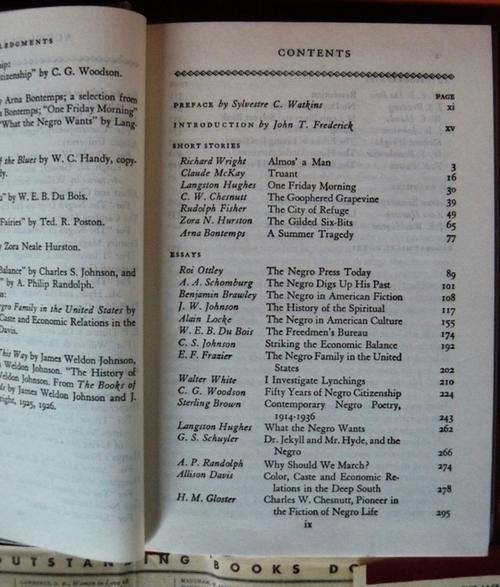 LEDGMENTS
tizenship" by C. G. Woodson.
y Arna Bontemps; a selection from
Bontemps; "One Friday Morning"
"What the Negro Wants" by Lang-
f the Blues by W. C. Handy, copy-
" by W. E. B. Du Bois.
Fairies" by Ted. R. Poston.
Zora Neale Hurston.
Balance" by Charles S. Johnson, and
" by A. Philip Randolph.
gro Family in the United States by
Caste and Economic Relations in the
Davis.
This Way by James Weldon Johnson,
Weldon Johnson. "The History of
Weldon Johnson. From The Books of
by James Weldon Johnson and J.
right, 1925, 1926.
CONTENTS
PAGE
PREFACE by Sylvestre C. Watkins xi
INTRODUCTION by John T. Frederick xv
SHORT STORIES
Richard Wright Almos' a Man 3
Claude McKay Truant 16
Langston Hughes One Friday Morning 30
C. W. Chesnutt The Goophered Grapevine 39
Rudolph Fisher The City of Refuge 49
Zora N. Hurston The Gilded Six-Bits 65
Arna Bontemps A Summer Tragedy 77
ESSAYS
Roi Ottley The Negro Press Today 89
A. A. Schomburg The Negro Digs Up His Past 101
Benjamin Brawley The Negro in American Fiction 108
J. W. Johnson The History of the Spiritual 117
Alain Locke The Negro in American Culture 155
W. E. B. Du Bois The Freedmen's Bureau 174
C. S. Johnson Striking the Economic Balance 192
E. F. Frazier The Negro Family in the United
States 202
Walter White I Investigate Lynchings 210
C. G. Woodson Fifty Years of Negro Citizenship 224
Sterling Brown Contemporary Negro Poetry,
1914-1936 243
Langston Hughes What the Negro Wants 262
G. S. Schuyler Dr. Jekyll and Mr. Hyde, and the
Negro 266
A. P. Randolph Why Should We March? 274
Allison Davis Color, Caste and Economic Re-
lations in the Deep South 278
H. M. Gloster Charles W. Chesnutt, Pioneer in
the Fiction of Negro Life 295
ix
OUTSTANDING BOOKS